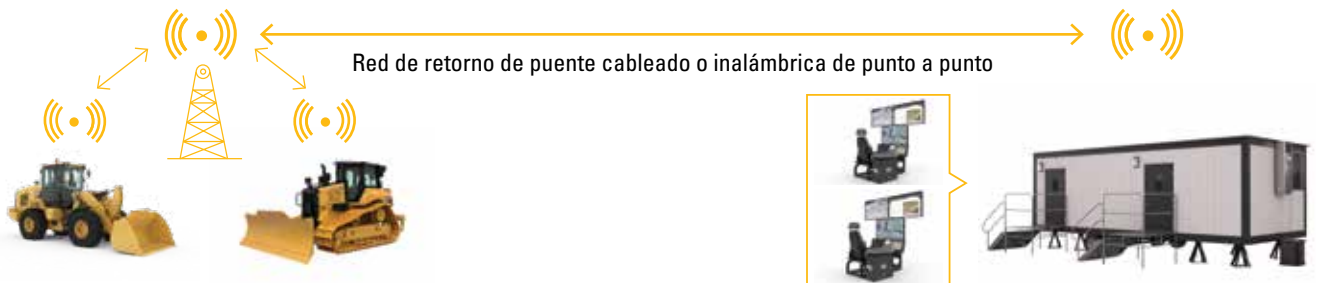 Red de retorno de puente cableado o inalámbrica de punto a punto